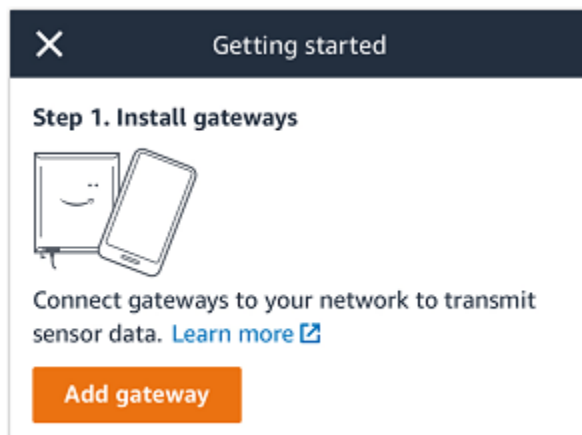 Getting started
Step 1. Install gateways
Connect gateways to your network to transmit
sensor data. Learn more
Add gateway